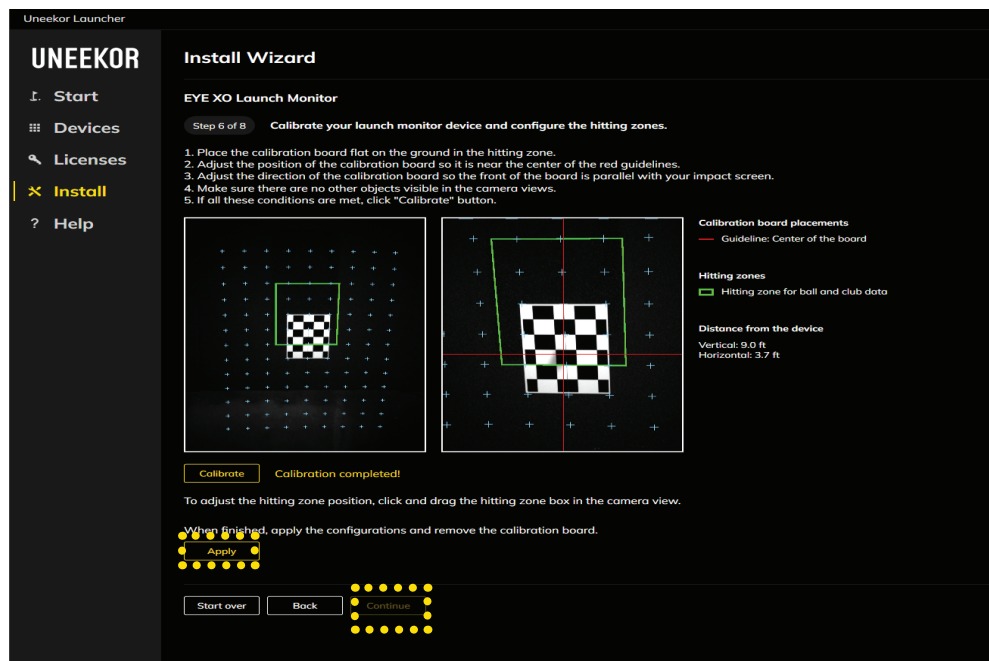 Uneekor Launcher
UNEEKOR
Start
Devices
Licenses
Install
? Help
Install Wizard
EYE XO Launch Monitor
Step 6 of 8
Calibrate your launch monitor device and configure the hitting zones.
1. Place the calibration board flat on the ground in the hitting zone.
2. Adjust the position of the calibration board so it is near the center of the red guidelines.
3. Adjust the direction of the calibration board so the front of the board is parallel with your impact screen.
4. Make sure there are no other objects visible in the camera views.
5. If all these conditions are met, click "Calibrate" button.
Calibration board placements
Guideline: Center of the board
Hitting zones
Hitting zone for ball and club data
Distance from the device
Vertical: 9.0 ft
Horizontal: 3.7 ft
Calibrate
Calibration completed!
To adjust the hitting zone position, click and drag the hitting zone box in the camera view.
When finished, apply the configurations and remove the calibration board.
Apply
Start over
Back
Continue